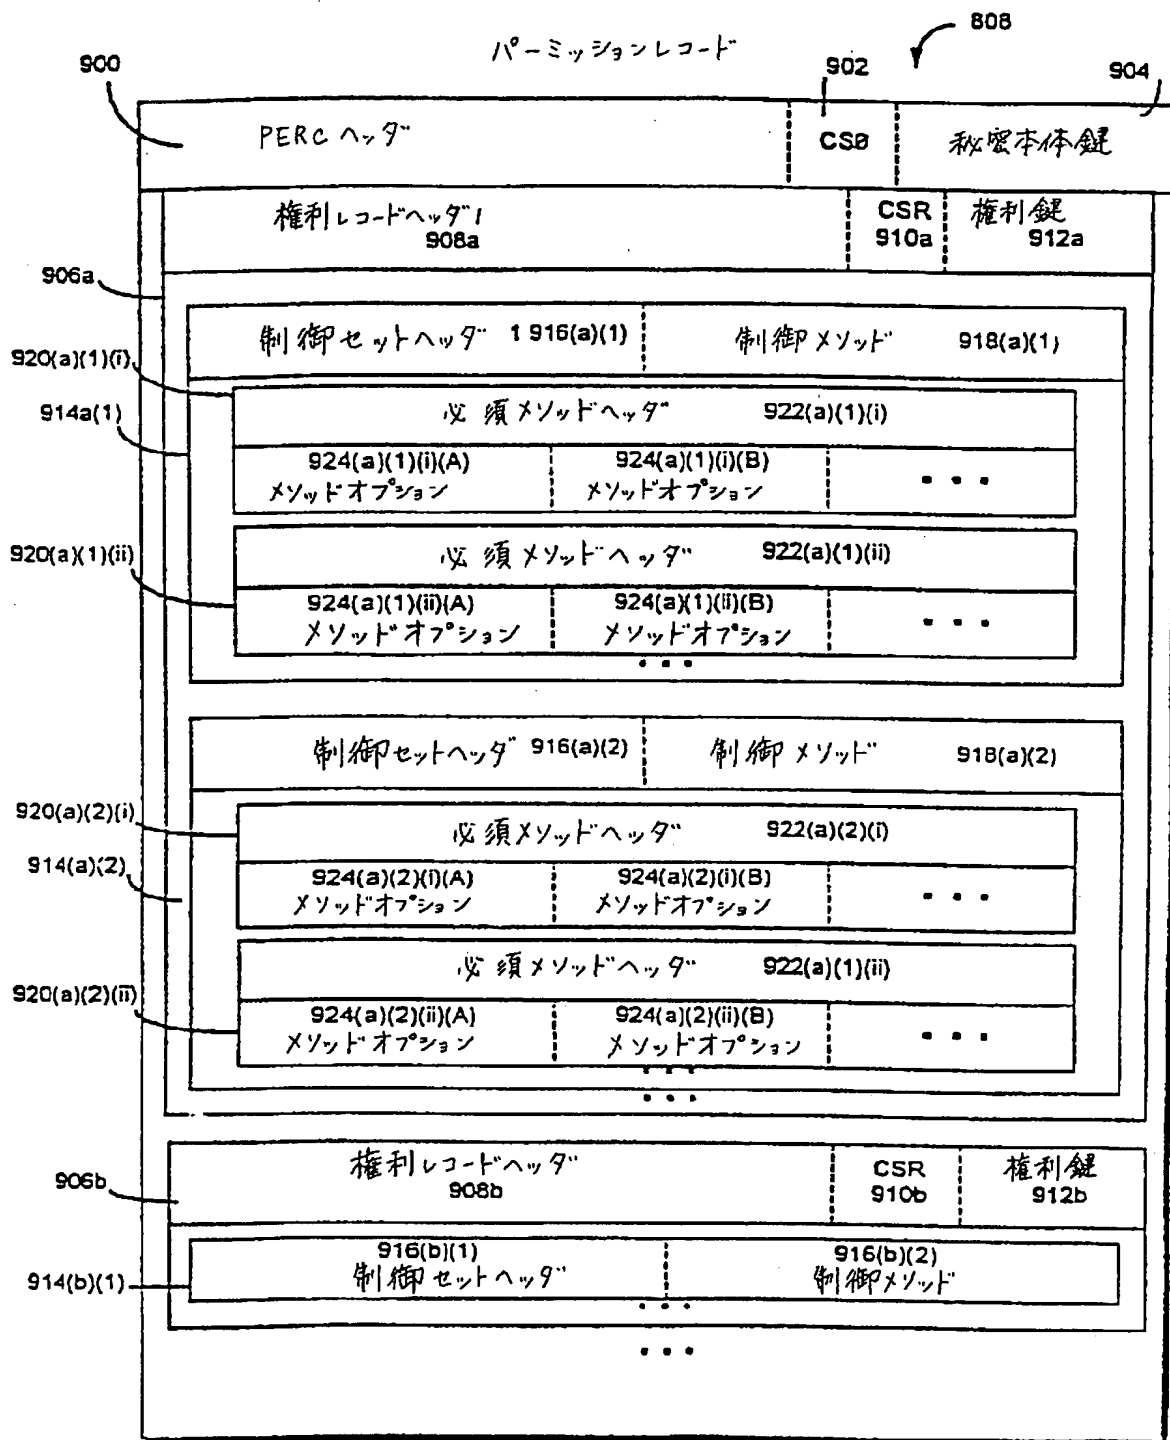 808
パーミッションレコード
900
902
904
PERC ヘッダ
CS0
秘密本体鍵
権利レコードヘッダ1
908a
CSR
910a
権利鍵
912a
906a
制御セットヘッダ 1 916(a)(1)
制御メソッド 918(a)(1)
920(a)(1)(i)
914a(1)
必須メソッドヘッダ 922(a)(1)(i)
924(a)(1)(i)(A)
メソッドオプション
924(a)(1)(i)(B)
メソッドオプション
...
920(a)(1)(ii)
必須メソッドヘッダ 922(a)(1)(ii)
924(a)(1)(ii)(A)
メソッドオプション
924(a)(1)(ii)(B)
メソッドオプション
...
...
制御セットヘッダ 916(a)(2)
制御メソッド 918(a)(2)
920(a)(2)(i)
914(a)(2)
必須メソッドヘッダ 922(a)(2)(i)
924(a)(2)(i)(A)
メソッドオプション
924(a)(2)(i)(B)
メソッドオプション
...
920(a)(2)(ii)
必須メソッドヘッダ 922(a)(1)(ii)
924(a)(2)(ii)(A)
メソッドオプション
924(a)(2)(ii)(B)
メソッドオプション
...
...
...
906b
権利レコードヘッダ
908b
CSR
910b
権利鍵
912b
914(b)(1)
916(b)(1)
制御セットヘッダ
916(b)(2)
制御メソッド
...
...